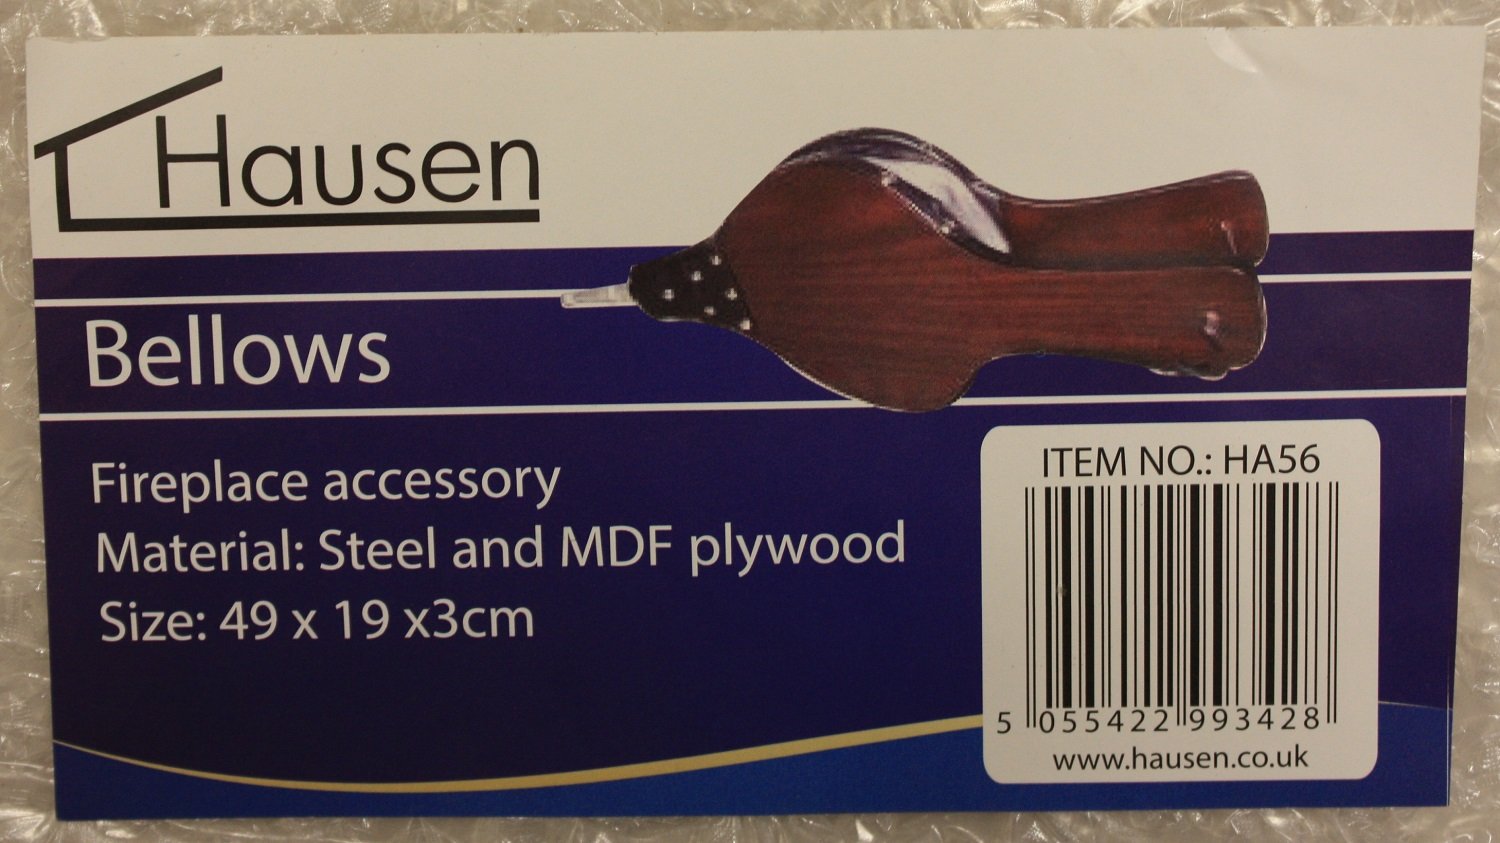 Hausen
Bellows
Fireplace accessory
Material: Steel and MDF plywood
Size: 49 x 19 x3cm
ITEM NO.: HA56
5 055422 993428
www.hausen.co.uk